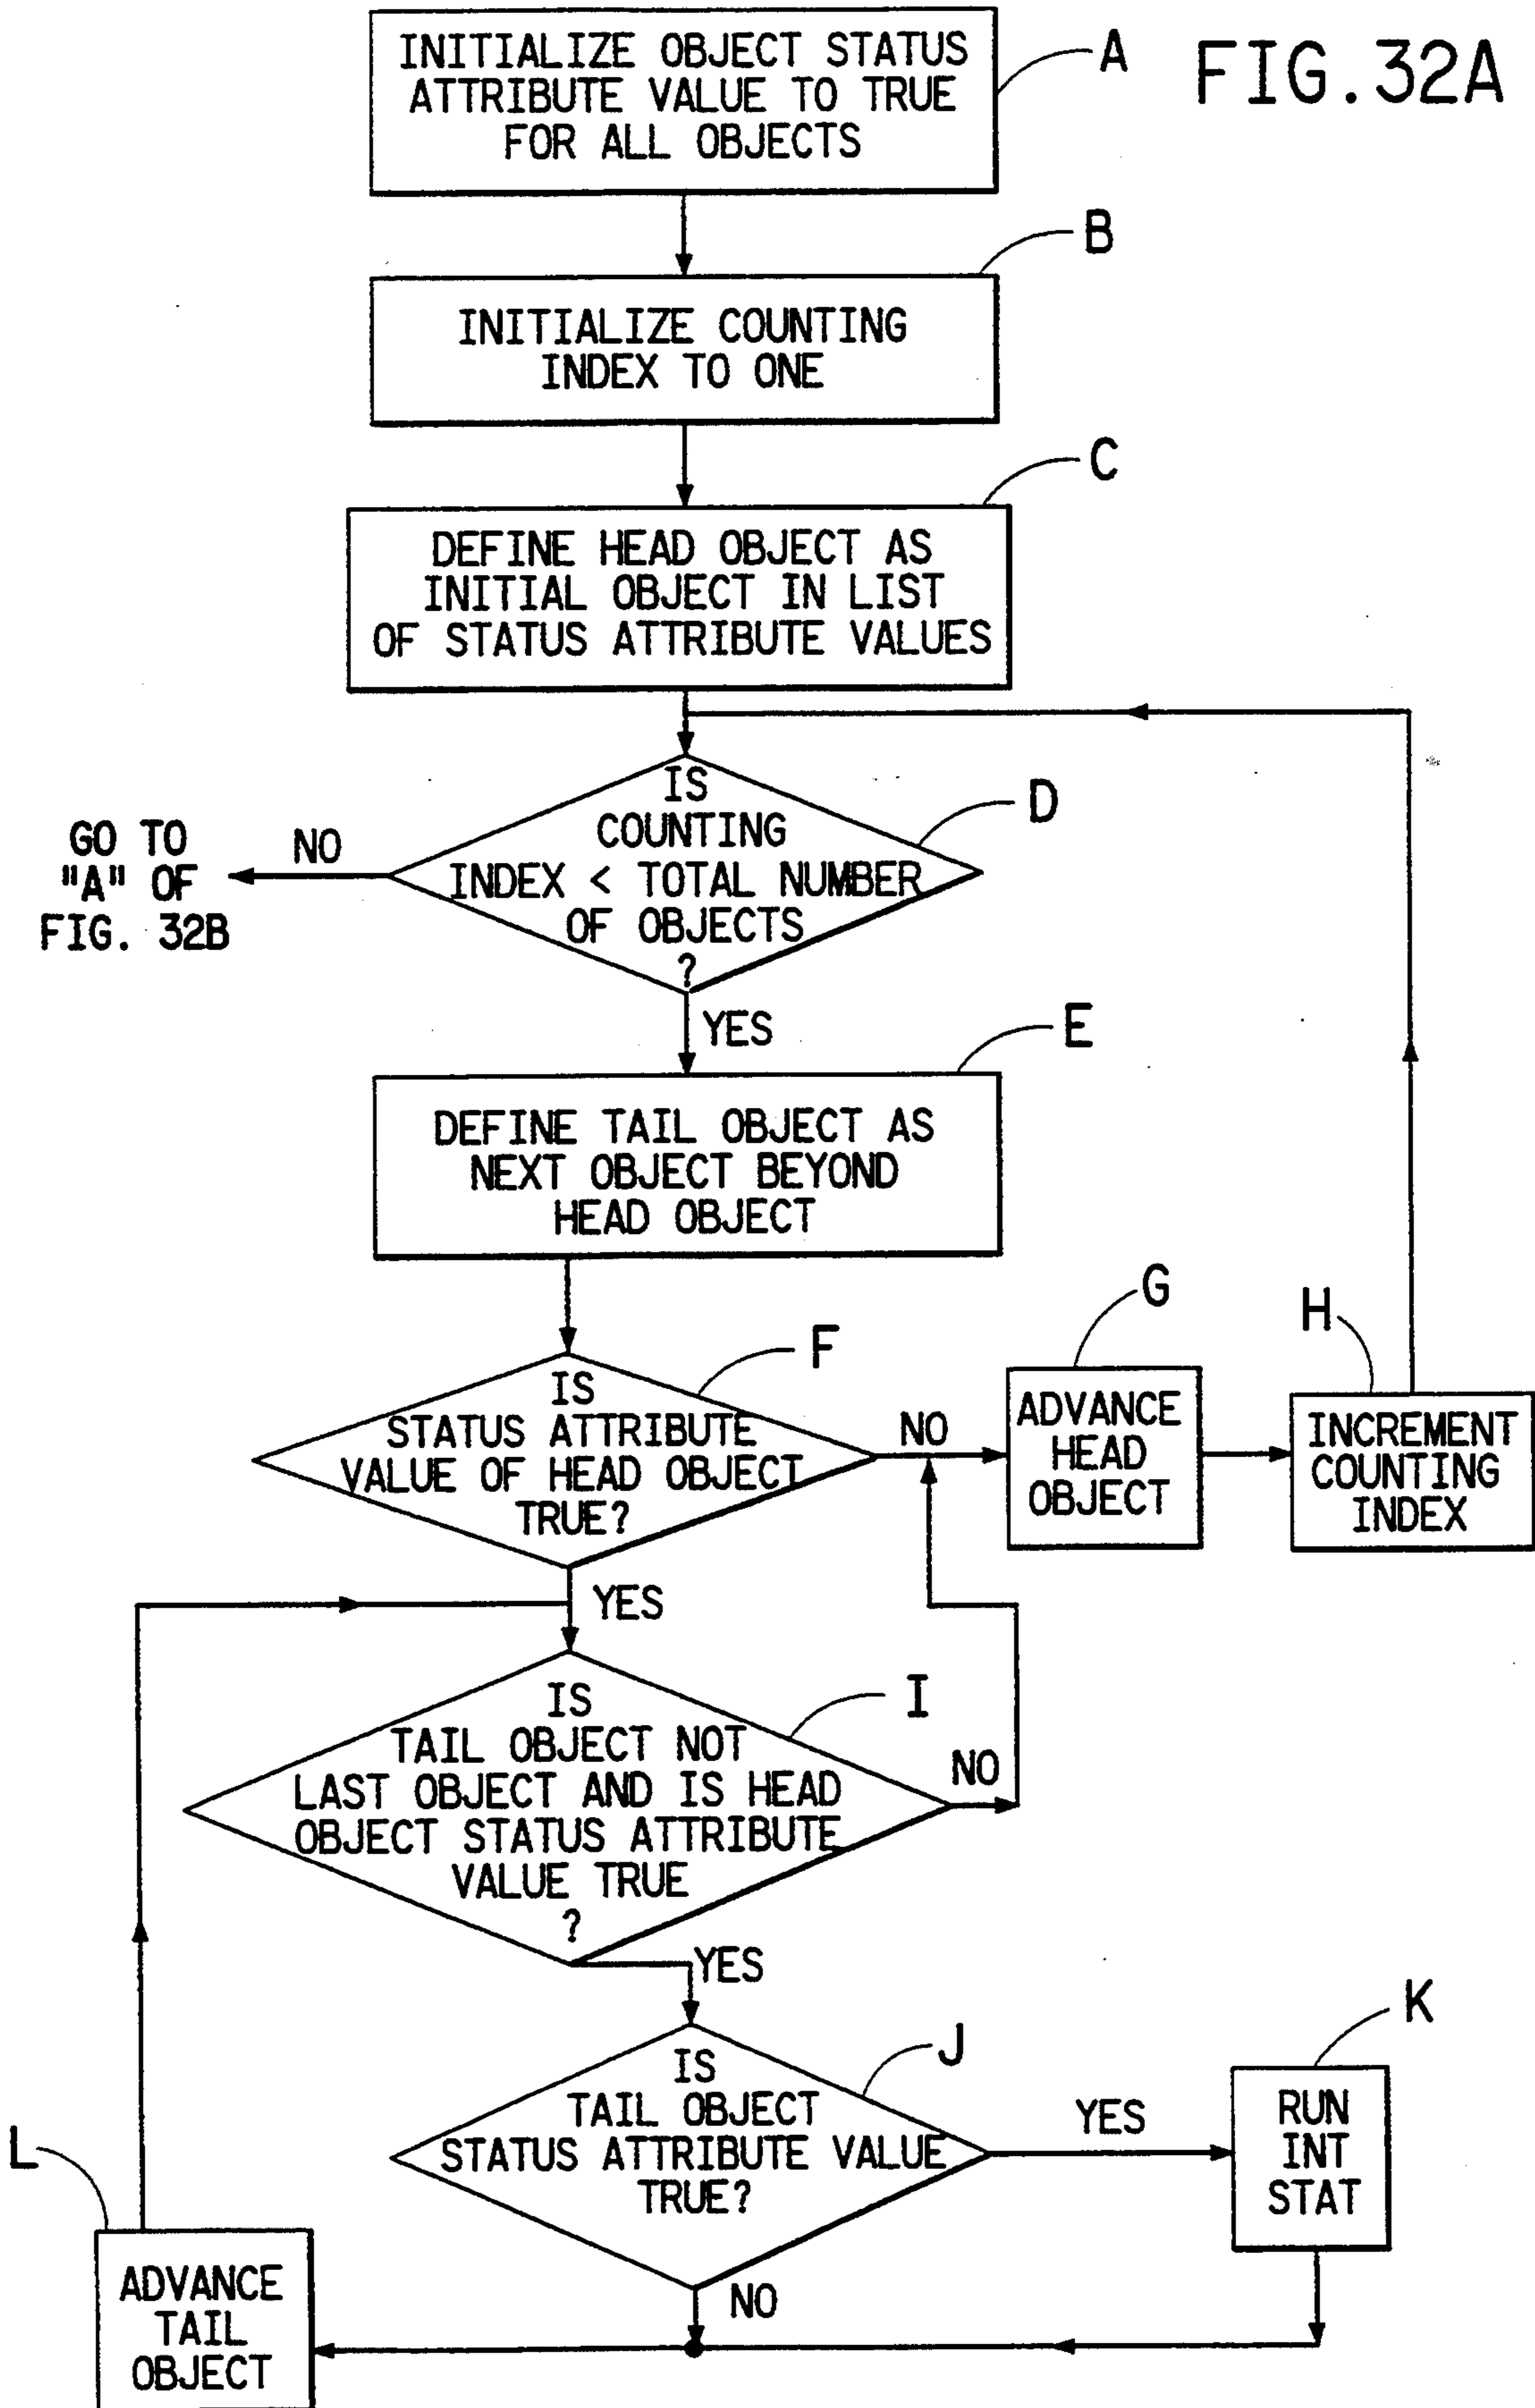 FIG.32A
INITIALIZE OBJECT STATUS
ATTRIBUTE VALUE TO TRUE
FOR ALL OBJECTS
A
INITIALIZE COUNTING
INDEX TO ONE
B
DEFINE HEAD OBJECT AS
INITIAL OBJECT IN LIST
OF STATUS ATTRIBUTE VALUES
C
IS
COUNTING
INDEX < TOTAL NUMBER
OF OBJECTS
?
D
NO
GO TO
"A" OF
FIG. 32B
YES
DEFINE TAIL OBJECT AS
NEXT OBJECT BEYOND
HEAD OBJECT
E
IS
STATUS ATTRIBUTE
VALUE OF HEAD OBJECT
TRUE?
F
NO
ADVANCE
HEAD
OBJECT
G
INCREMENT
COUNTING
INDEX
H
YES
IS
TAIL OBJECT NOT
LAST OBJECT AND IS HEAD
OBJECT STATUS ATTRIBUTE
VALUE TRUE
?
I
NO
YES
IS
TAIL OBJECT
STATUS ATTRIBUTE VALUE
TRUE?
J
YES
RUN
INT
STAT
K
NO
ADVANCE
TAIL
OBJECT
L